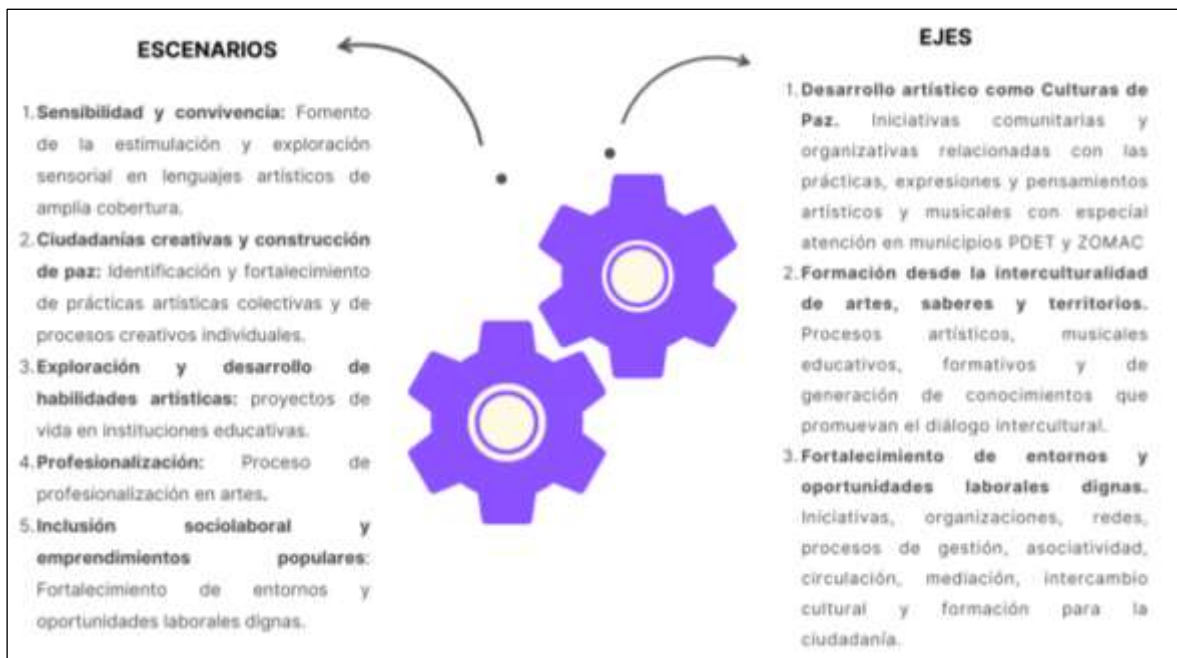 ESCENARIOS
1. Sensibilidad y convivencia: Fomento
de la estimulación y exploración
sensorial en lenguajes artísticos de
amplia cobertura.
2. Ciudadanías creativas y construcción
de paz: Identificación y fortalecimiento
de prácticas artísticas colectivas y de
procesos creativos individuales.
3. Exploración y desarrollo de
habilidades artísticas: proyectos de
vida en instituciones educativas.
4. Profesionalización: Proceso de
profesionalización en artes.
5. Inclusión sociolaboral y
emprendimientos populares:
Fortalecimiento de entornos y
oportunidades laborales dignas.
EJES
1. Desarrollo artístico como Culturas de
Paz. Iniciativas comunitarias y
organizativas relacionadas con las
prácticas, expresiones y pensamientos
artísticos y musicales con especial
atención en municipios PDET y ZOMAC
2. Formación desde la interculturalidad
de artes, saberes y territorios.
Procesos artísticos, musicales
educativos, formativos y de
generación de conocimientos que
promuevan el diálogo intercultural.
3. Fortalecimiento de entornos y
oportunidades laborales dignas.
Iniciativas, organizaciones, redes,
procesos de gestión, asociatividad,
circulación, mediación, intercambio
cultural y formación para la
ciudadanía.